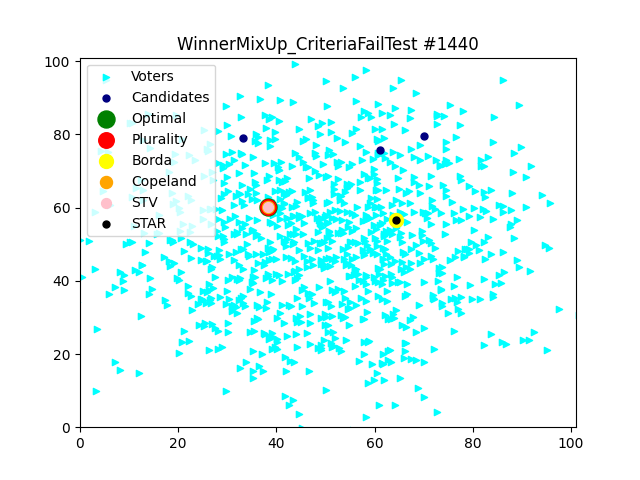 WinnerMixUp_CriteriaFailTest #1440
100
80
60
40
20
0
Voters
Candidates
Optimal
Plurality
Borda
Copeland
STV
STAR
0 20 40 60 80 100